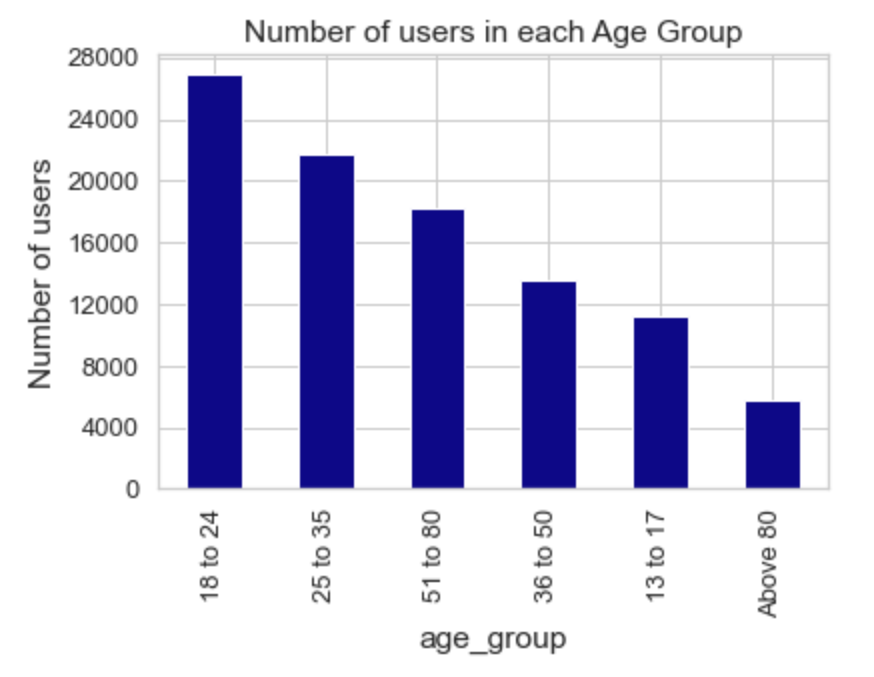 Number of users in each Age Group
Number of users
28000
24000
20000
16000
12000
8000
4000
0
18 to 24
25 to 35
51 to 80
36 to 50
13 to 17
Above 80
age_group